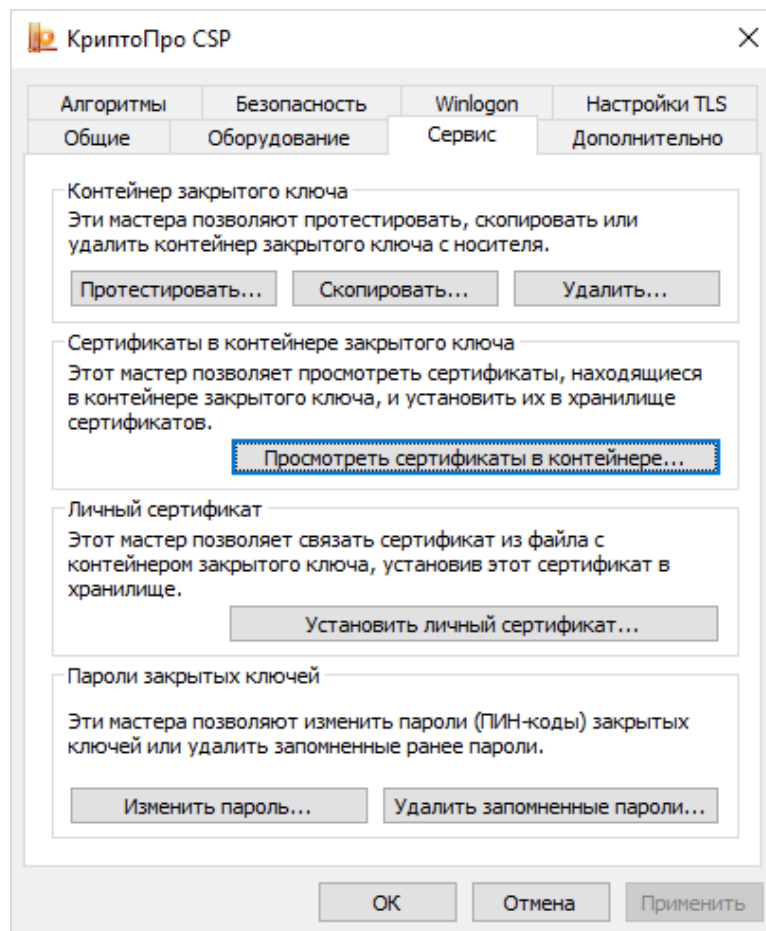 КриптоПро CSP
Алгоритмы Безопасность Winlogon Настройки TLS
Общие Оборудование Сервис Дополнительно
Контейнер закрытого ключа
Эти мастера позволяют протестировать, скопировать или
удалить контейнер закрытого ключа с носителя.
Протестировать... Скопировать... Удалить...
Сертификаты в контейнере закрытого ключа
Этот мастер позволяет просмотреть сертификаты, находящиеся
в контейнере закрытого ключа, и установить их в хранилище
сертификатов.
Просмотреть сертификаты в контейнере...
Личный сертификат
Этот мастер позволяет связать сертификат из файла с
контейнером закрытого ключа, установив этот сертификат в
хранилище.
Установить личный сертификат...
Пароли закрытых ключей
Эти мастера позволяют изменить пароли (ПИН-коды) закрытых
ключей или удалить запомненные ранее пароли.
Изменить пароль... Удалить запомненные пароли...
ОК Отмена Применить